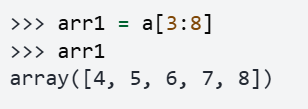 >>> arr1 = a[3:8]
>>> arr1
array([4, 5, 6, 7, 8])